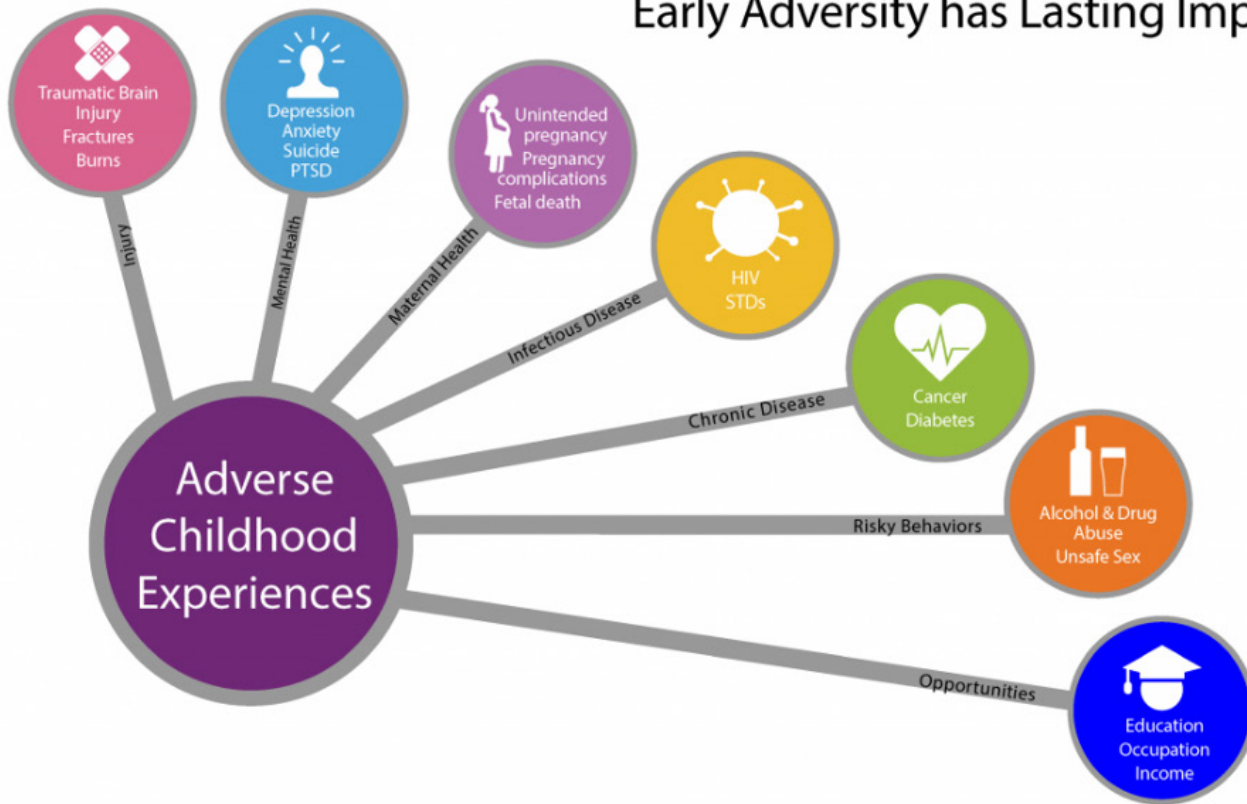 Early Adversity has Lasting Imp
Traumatic Brain
Injury
Fractures
Burns
Depression
Anxiety
Suicide
PTSD
Unintended
pregnancy
Pregnancy
complications
Fetal death
HIV
STDs
Cancer
Diabetes
Alcohol & Drug
Abuse
Unsafe Sex
Education
Occupation
Income
Injury
Mental Health
Maternal Health
Infectious Disease
Chronic Disease
Risky Behaviors
Opportunities
Adverse
Childhood
Experiences